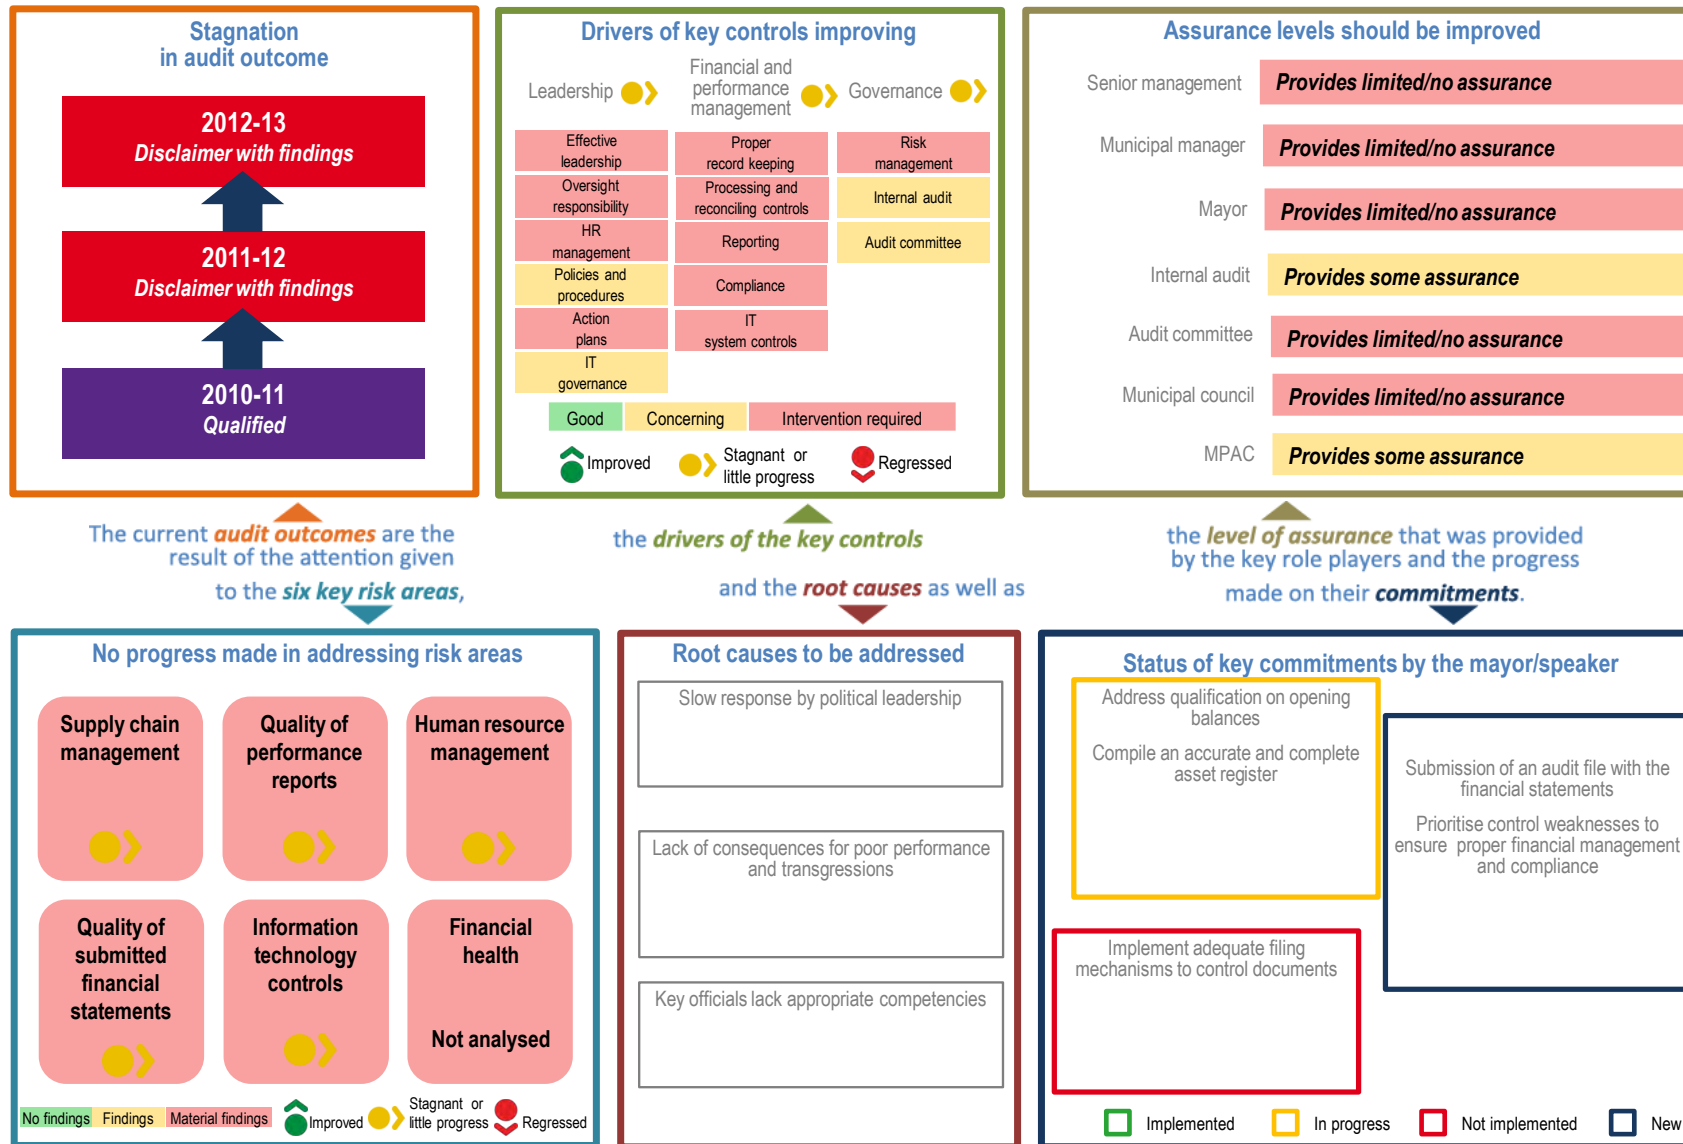 Stagnation
in audit outcome
2012-13
Disclaimer with findings
2011-12
Disclaimer with findings
2010-11
Qualified
Drivers of key controls improving
Leadership
Financial and
performance
management
Governance
Effective
leadership
Oversight
responsibility
HR
management
Policies and
procedures
Action
plans
IT
governance
Proper
record keeping
Processing and
reconciling controls
Reporting
Compliance
IT
system controls
Risk
management
Internal audit
Audit committee
Good
Concerning
Intervention required
Improved
Stagnant or
little progress
Regressed
Assurance levels should be improved
Senior management
Provides limited/no assurance
Municipal manager
Provides limited/no assurance
Mayor
Provides limited/no assurance
Internal audit
Provides some assurance
Audit committee
Provides limited/no assurance
Municipal council
Provides limited/no assurance
MPAC
Provides some assurance
The current audit outcomes are the
result of the attention given
to the six key risk areas,
the drivers of the key controls
and the root causes as well as
the level of assurance that was provided
by the key role players and the progress
made on their commitments.
No progress made in addressing risk areas
Supply chain
management
Quality of
performance
reports
Human resource
management
Quality of
submitted
financial
statements
Information
technology
controls
Financial
health
Not analysed
No findings
Findings
Material findings
Improved
Stagnant or
little progress
Regressed
Root causes to be addressed
Slow response by political leadership
Lack of consequences for poor performance
and transgressions
Key officials lack appropriate competencies
Status of key commitments by the mayor/speaker
Address qualification on opening
balances
Compile an accurate and complete
asset register
Submission of an audit file with the
financial statements
Prioritise control weaknesses to
ensure proper financial management
and compliance
Implement adequate filing
mechanisms to control documents
Implemented
In progress
Not implemented
New